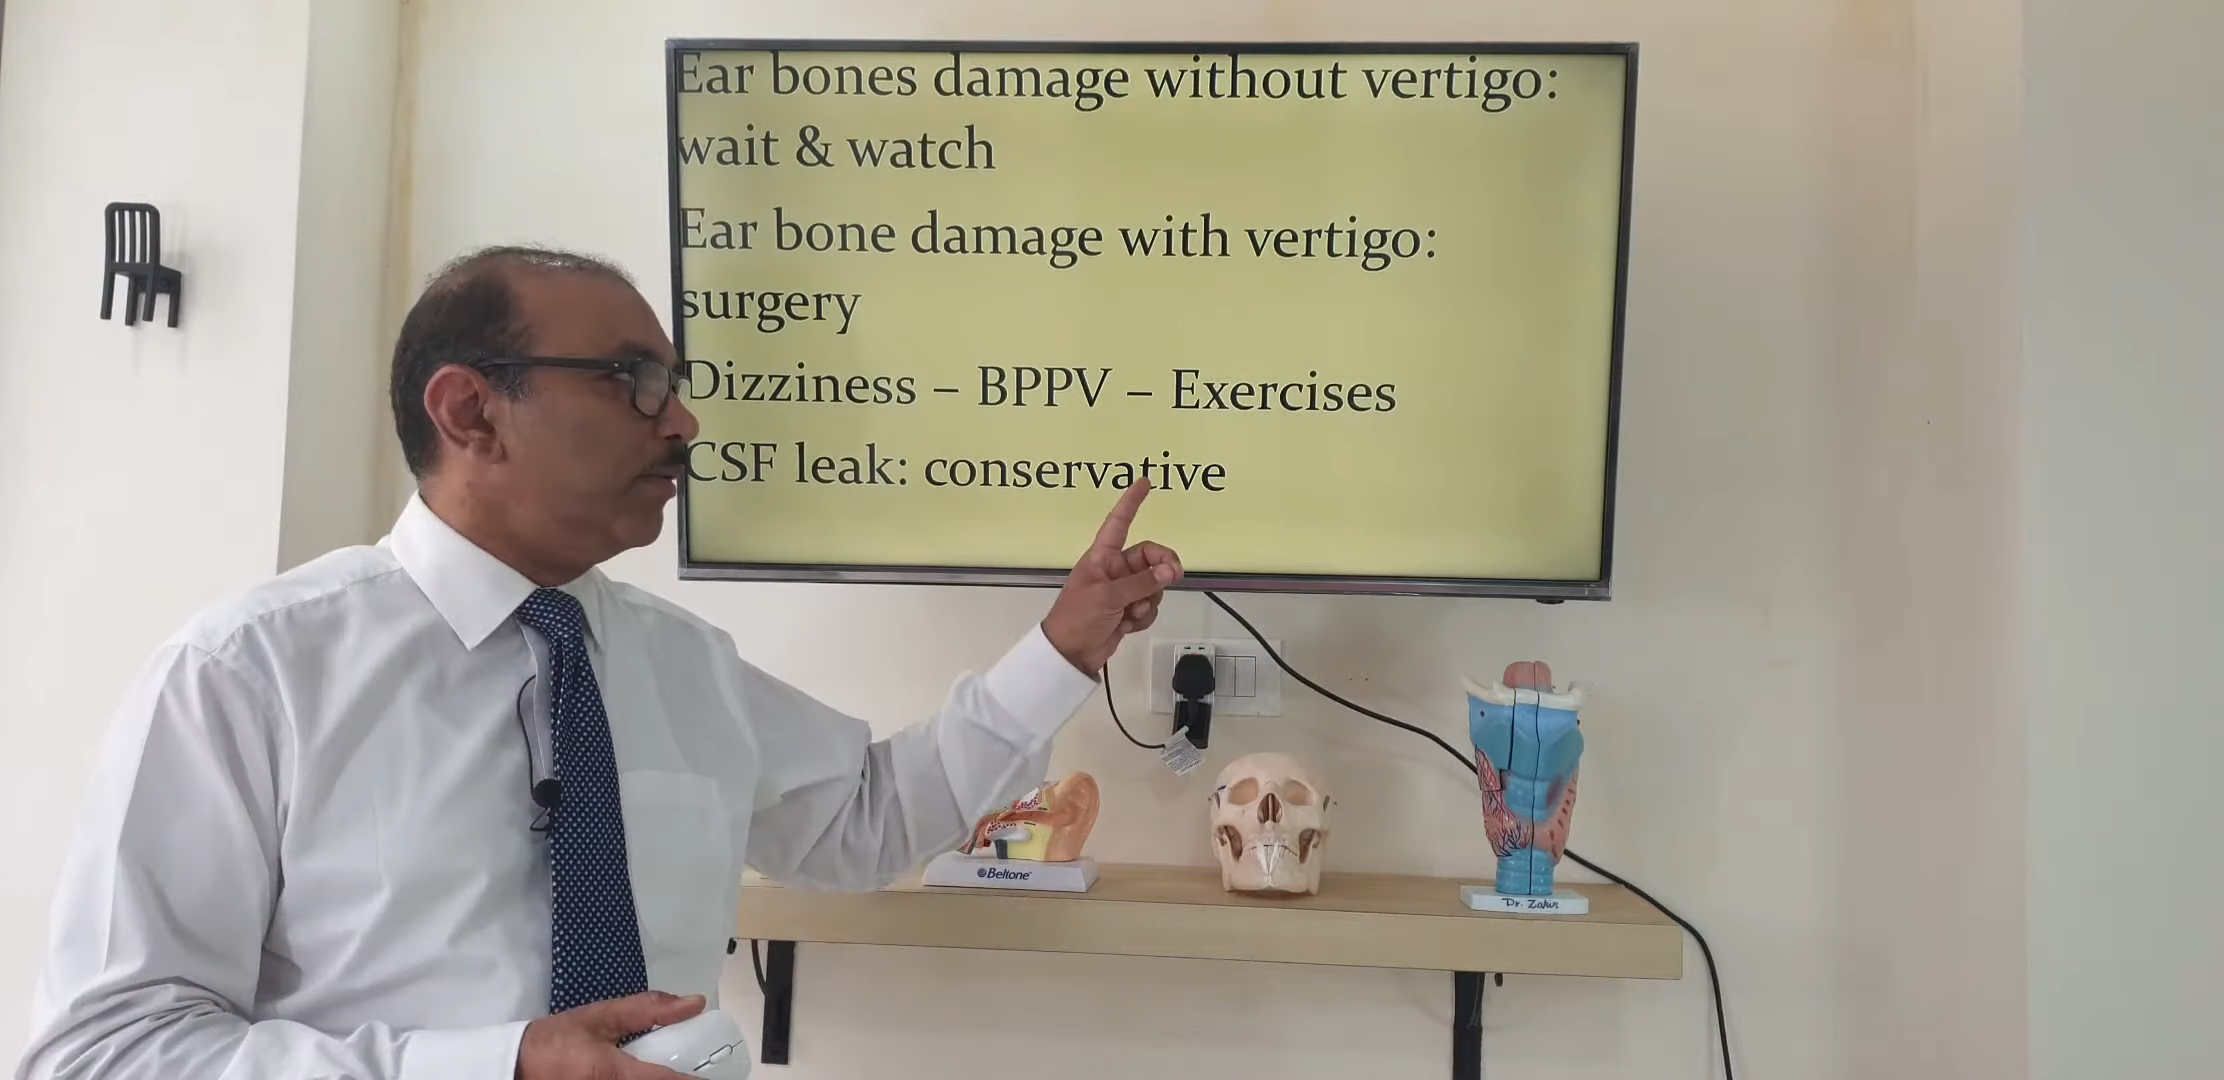 Ear bones damage without vertigo:
wait & watch
Ear bone damage with vertigo:
surgery
Dizziness – BPPV – Exercises
CSF leak: conservative
Beltone
Dr. Zahir